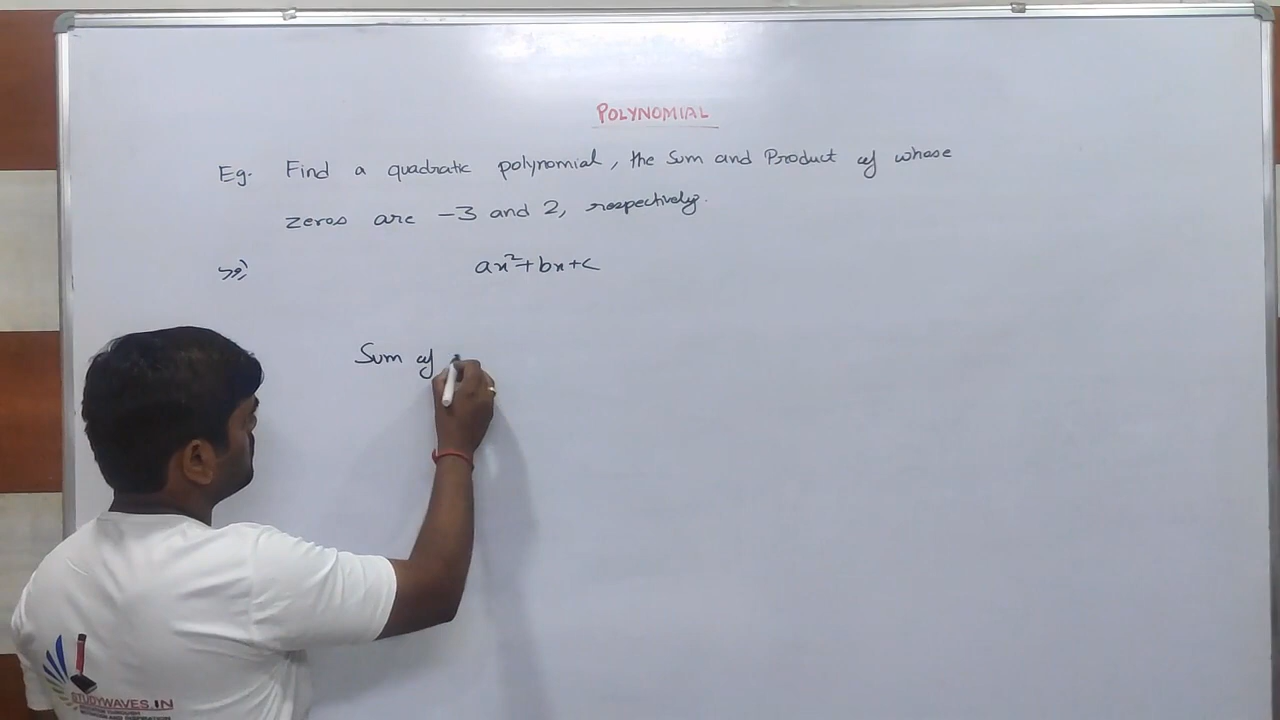 POLYNOMIAL
Eg. Find a quadratic polynomial, the Sum and Product of whose
zeros are -3 and 2, respectively.
ax²+bx+c
Sum of
STUDYWAVES.IN